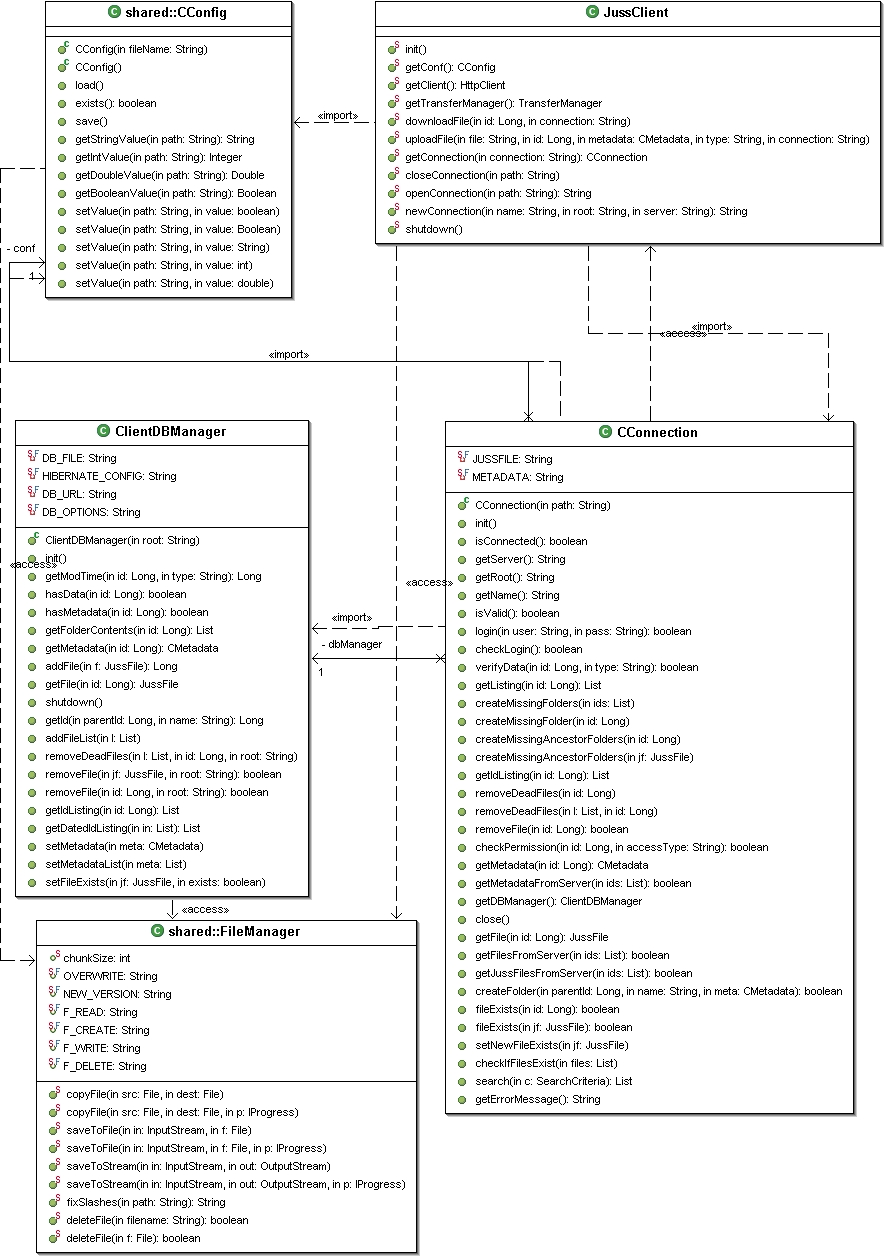 shared::CConfig
CConfig(in fileName: String)
CConfig()
load()
exists(): boolean
save()
getStringValue(in path: String): String
getIntValue(in path: String): Integer
getDoubleValue(in path: String): Double
getBooleanValue(in path: String): Boolean
setValue(in path: String, in value: boolean)
setValue(in path: String, in value: Boolean)
setValue(in path: String, in value: String)
setValue(in path: String, in value: int)
setValue(in path: String, in value: double)
«import»
JussClient
init()
getConf(): CConfig
getClient(): HttpClient
getTransferManager(): TransferManager
downloadFile(in id: Long, in connection: String)
uploadFile(in file: String, in id: Long, in metadata: CMetadata, in type: String, in connection: String)
getConnection(in connection: String): CConnection
closeConnection(in path: String)
openConnection(in path: String): String
newConnection(in name: String, in root: String, in server: String): String
shutdown()
- conf
1
«import»
«access»
«import»
ClientDBManager
DB_FILE: String
HIBERNATE_CONFIG: String
DB_URL: String
DB_OPTIONS: String
ClientDBManager(in root: String)
init()
«access»
getModTime(in id: Long, in type: String): Long
hasData(in id: Long): boolean
hasMetadata(in id: Long): boolean
getFolderContents(in id: Long): List
getMetadata(in id: Long): CMetadata
addFile(in f: JussFile): Long
getFile(in id: Long): JussFile
shutdown()
getId(in parentId: Long, in name: String): Long
addFileList(in l: List)
removeDeadFiles(in l: List, in id: Long, in root: String)
removeFile(in jf: JussFile, in root: String): boolean
removeFile(in id: Long, in root: String): boolean
getIdListing(in id: Long): List
getDatedIdListing(in in: List): List
setMetadata(in meta: CMetadata)
setMetadataList(in meta: List)
setFileExists(in jf: JussFile, in exists: boolean)
«access»
«import»
- dbManager
1
CConnection
JUSSFILE: String
METADATA: String
CConnection(in path: String)
init()
isConnected(): boolean
getServer(): String
getRoot(): String
«access»
getName(): String
isValid(): boolean
login(in user: String, in pass: String): boolean
checkLogin(): boolean
verifyData(in id: Long, in type: String): boolean
getListing(in id: Long): List
createMissingFolders(in ids: List)
createMissingFolder(in id: Long)
createMissingAncestorFolders(in id: Long)
createMissingAncestorFolders(in jf: JussFile)
getIdListing(in id: Long): List
removeDeadFiles(in id: Long)
removeDeadFiles(in l: List, in id: Long)
removeFile(in id: Long): boolean
checkPermission(in id: Long, in accessType: String): boolean
getMetadata(in id: Long): CMetadata
getMetadataFromServer(in ids: List): boolean
getDBManager(): ClientDBManager
close()
getFile(in id: Long): JussFile
getFilesFromServer(in ids: List): boolean
getJussFilesFromServer(in ids: List): boolean
createFolder(in parentId: Long, in name: String, in meta: CMetadata): boolean
fileExists(in id: Long): boolean
fileExists(in jf: JussFile): boolean
setNewFileExists(in jf: JussFile)
checkIfFilesExist(in files: List)
search(in c: SearchCriteria): List
getErrorMessage(): String
shared::FileManager
chunkSize: int
OVERWRITE: String
NEW_VERSION: String
F_READ: String
F_CREATE: String
F_WRITE: String
F_DELETE: String
copyFile(in src: File, in dest: File)
copyFile(in src: File, in dest: File, in p: IProgress)
saveToFile(in in: InputStream, in f: File)
saveToFile(in in: InputStream, in f: File, in p: IProgress)
saveToStream(in in: InputStream, in out: OutputStream)
saveToStream(in in: InputStream, in out: OutputStream, in p: IProgress)
fixSlashes(in path: String): String
deleteFile(in filename: String): boolean
deleteFile(in f: File): boolean